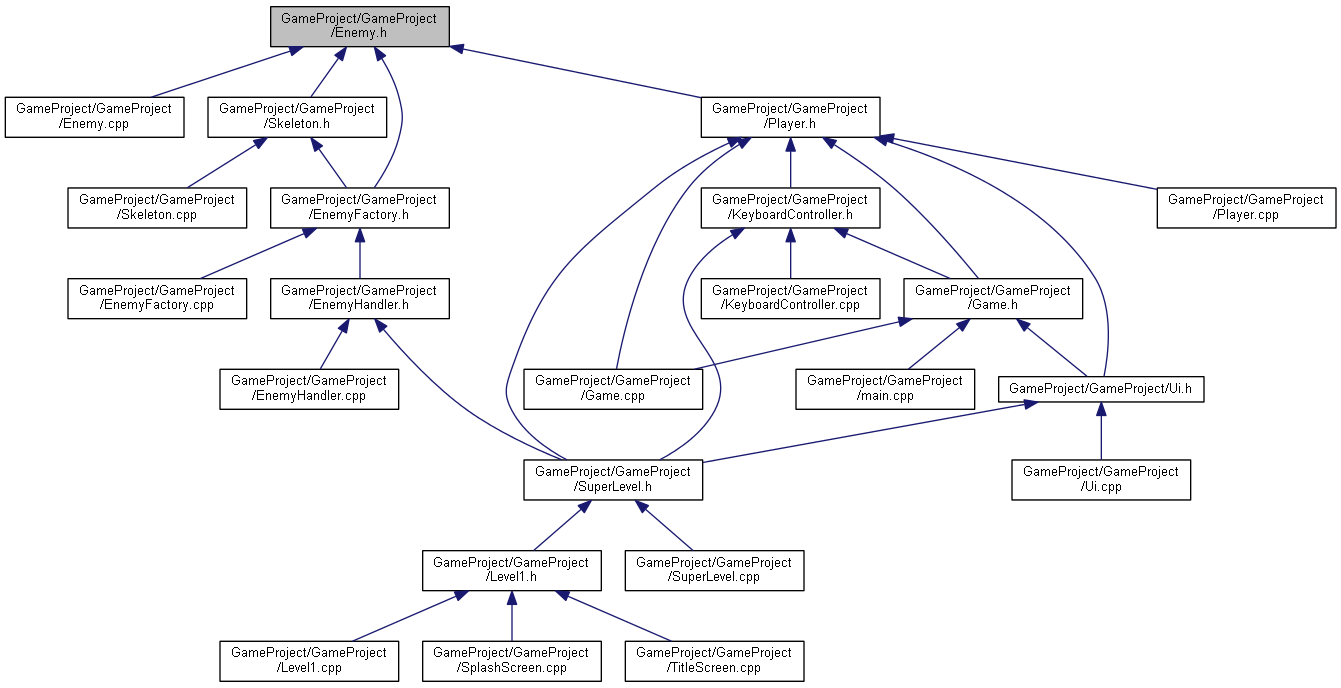 GameProject/GameProject
/Enemy.h
GameProject/GameProject
/Enemy.cpp
GameProject/GameProject
/Skeleton.h
GameProject/GameProject
/Player.h
GameProject/GameProject
/Skeleton.cpp
GameProject/GameProject
/EnemyFactory.h
GameProject/GameProject
/KeyboardController.h
GameProject/GameProject
/Player.cpp
GameProject/GameProject
/EnemyFactory.cpp
GameProject/GameProject
/EnemyHandler.h
GameProject/GameProject
/KeyboardController.cpp
GameProject/GameProject
/Game.h
GameProject/GameProject
/EnemyHandler.cpp
GameProject/GameProject
/Game.cpp
GameProject/GameProject
/main.cpp
GameProject/GameProject/Ui.h
GameProject/GameProject
/SuperLevel.h
GameProject/GameProject
/Ui.cpp
GameProject/GameProject
/Level1.h
GameProject/GameProject
/SuperLevel.cpp
GameProject/GameProject
/Level1.cpp
GameProject/GameProject
/SplashScreen.cpp
GameProject/GameProject
/TitleScreen.cpp